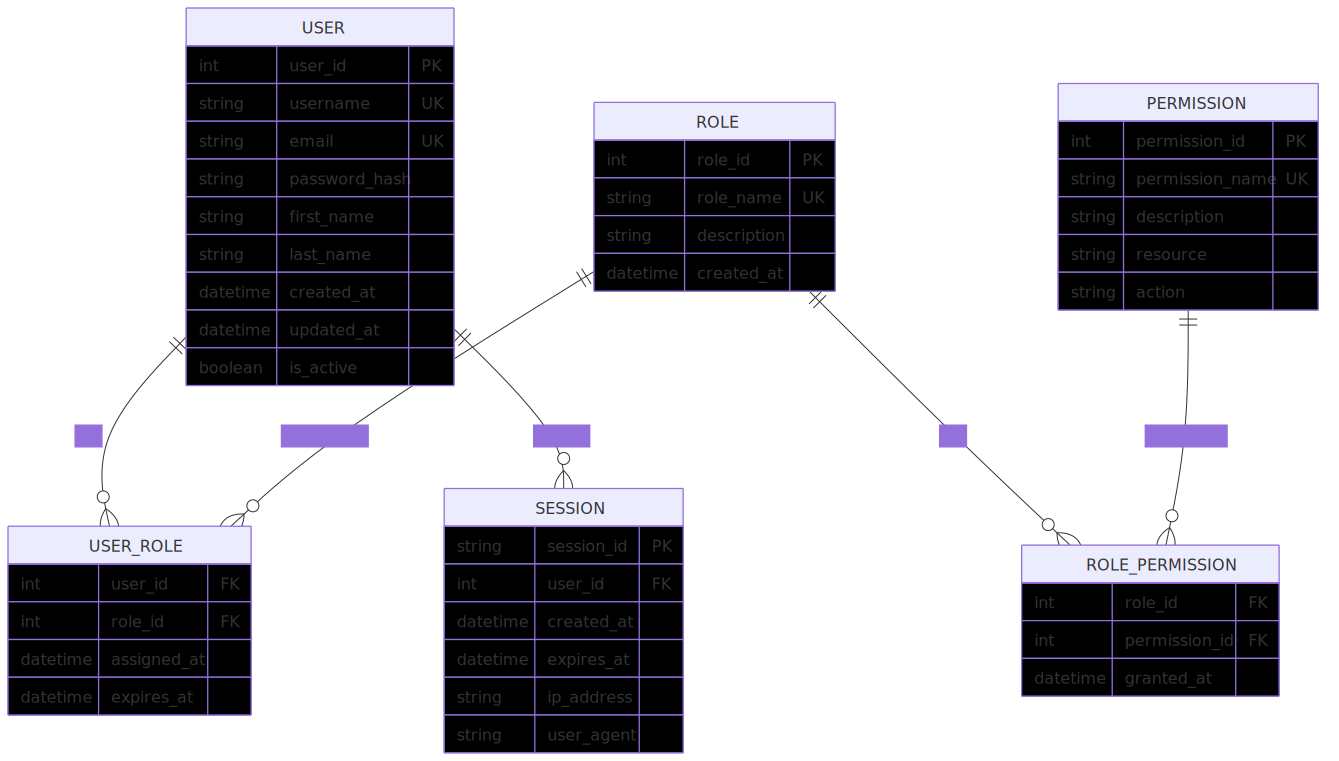 USER
int user_id PK
string username UK
string email UK
string password_hash
string first_name
string last_name
datetime created_at
datetime updated_at
boolean is_active
ROLE
int role_id PK
string role_name UK
string description
datetime created_at
PERMISSION
int permission_id PK
string permission_name UK
string description
string resource
string action
USER_ROLE
int user_id FK
int role_id FK
datetime assigned_at
datetime expires_at
SESSION
string session_id PK
int user_id FK
datetime created_at
datetime expires_at
string ip_address
string user_agent
ROLE_PERMISSION
int role_id FK
int permission_id FK
datetime granted_at